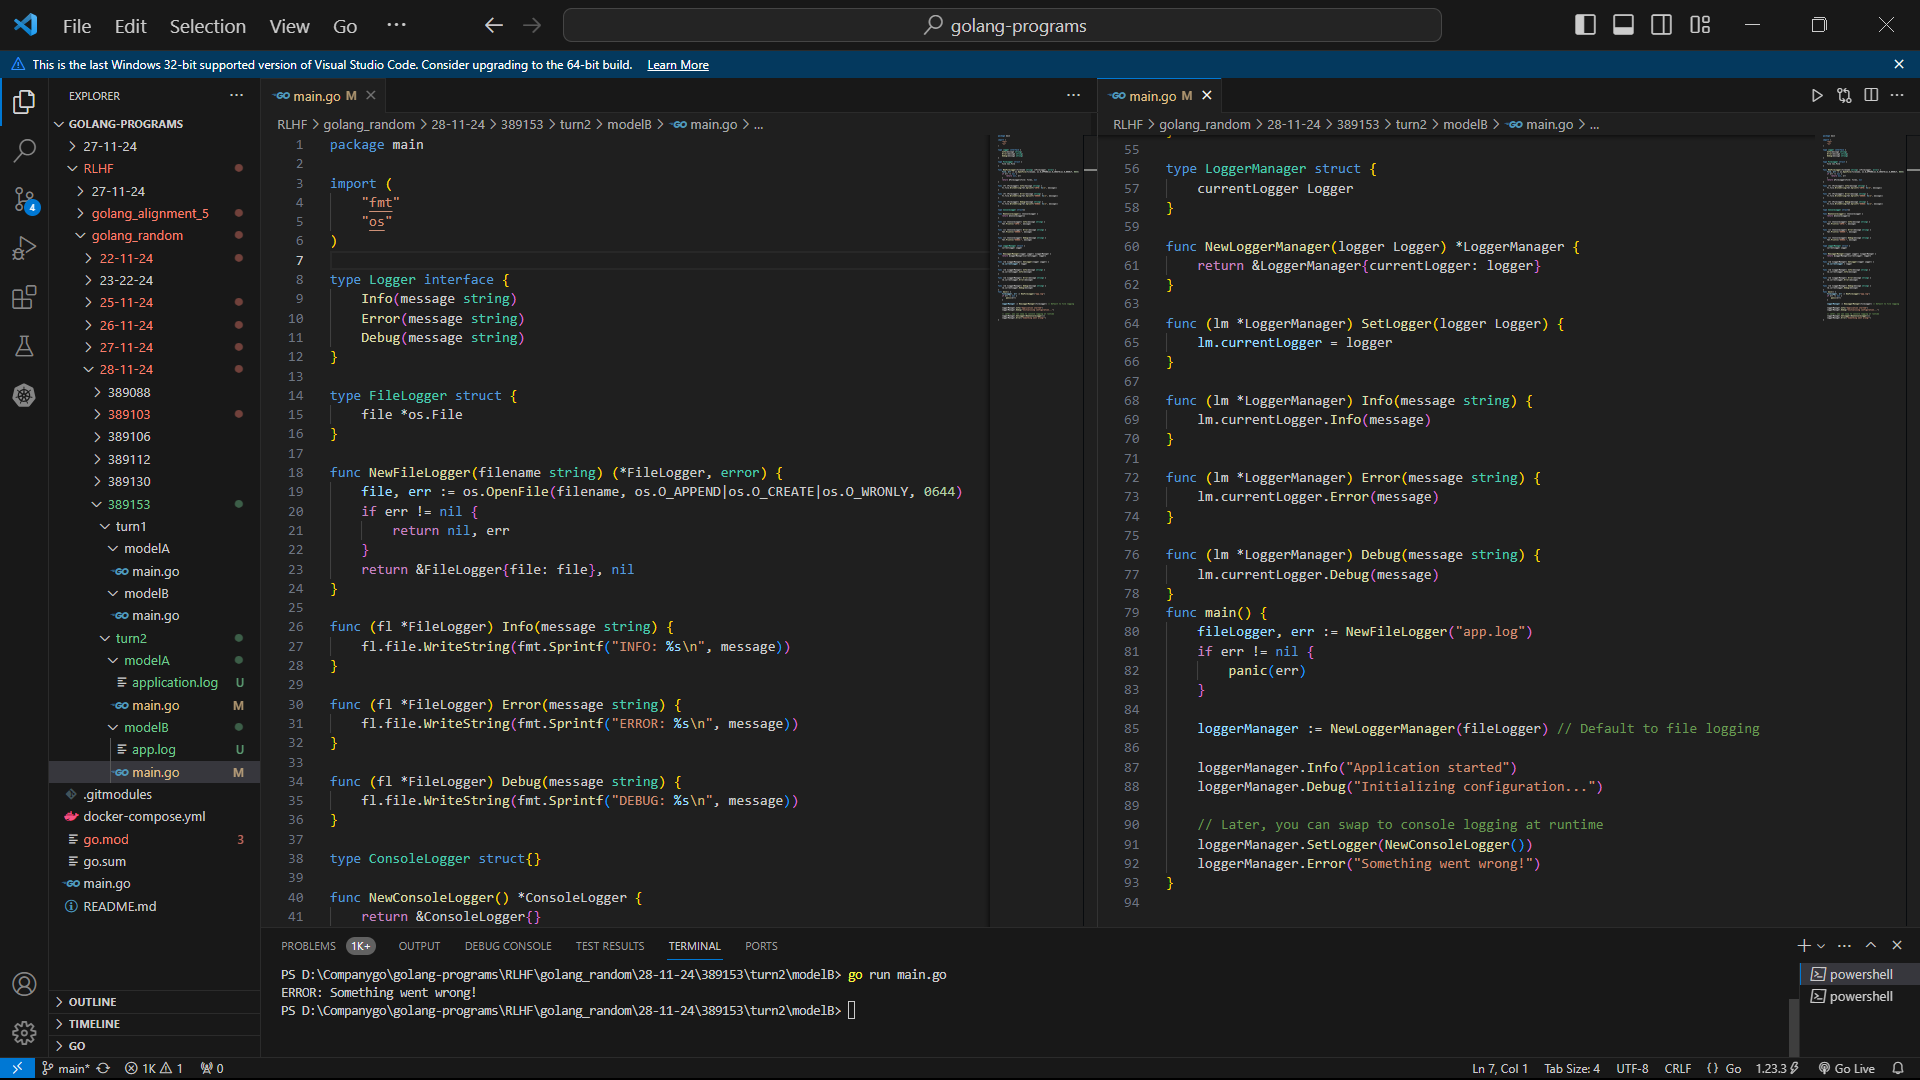 File Edit Selection View Go ···
golang-programs
This is the last Windows 32-bit supported version of Visual Studio Code. Consider upgrading to the 64-bit build. Learn More
EXPLORER
GOLANG-PROGRAMS
27-11-24
RLHF
27-11-24
golang_alignment_5
golang_random
22-11-24
23-22-24
25-11-24
26-11-24
27-11-24
28-11-24
389088
389103
389106
389112
389130
389153
turn1
modelA
main.go
modelB
main.go
turn2
modelA
application.log U
main.go M
modelB
app.log U
main.go M
.gitmodules
docker-compose.yml
go.mod 3
go.sum
main.go
README.md
OUTLINE
TIMELINE
GO
main.go M
RLHF > golang_random > 28-11-24 > 389153 > turn2 > modelB > main.go > ...
1 package main
2
3 import (
4 "fmt"
5 "os"
6 )
7
8 type Logger interface {
9 Info(message string)
10 Error(message string)
11 Debug(message string)
12 }
13
14 type FileLogger struct {
15 file *os.File
16 }
17
18 func NewFileLogger(filename string) (*FileLogger, error) {
19 file, err := os.OpenFile(filename, os.O_APPEND|os.O_CREATE|os.O_WRONLY, 0644)
20 if err != nil {
21 return nil, err
22 }
23 return &FileLogger{file: file}, nil
24 }
25
26 func (fl *FileLogger) Info(message string) {
27 fl.file.WriteString(fmt.Sprintf("INFO: %s\n", message))
28 }
29
30 func (fl *FileLogger) Error(message string) {
31 fl.file.WriteString(fmt.Sprintf("ERROR: %s\n", message))
32 }
33
34 func (fl *FileLogger) Debug(message string) {
35 fl.file.WriteString(fmt.Sprintf("DEBUG: %s\n", message))
36 }
37
38 type ConsoleLogger struct{}
39
40 func NewConsoleLogger() *ConsoleLogger {
41 return &ConsoleLogger{}
main.go M
RLHF > golang_random > 28-11-24 > 389153 > turn2 > modelB > main.go > ...
55
56 type LoggerManager struct {
57 currentLogger Logger
58 }
59
60 func NewLoggerManager(logger Logger) *LoggerManager {
61 return &LoggerManager{currentLogger: logger}
62 }
63
64 func (lm *LoggerManager) SetLogger(logger Logger) {
65 lm.currentLogger = logger
66 }
67
68 func (lm *LoggerManager) Info(message string) {
69 lm.currentLogger.Info(message)
70 }
71
72 func (lm *LoggerManager) Error(message string) {
73 lm.currentLogger.Error(message)
74 }
75
76 func (lm *LoggerManager) Debug(message string) {
77 lm.currentLogger.Debug(message)
78 }
79 func main() {
80 fileLogger, err := NewFileLogger("app.log")
81 if err != nil {
82 panic(err)
83 }
84
85 loggerManager := NewLoggerManager(fileLogger) // Default to file logging
86
87 loggerManager.Info("Application started")
88 loggerManager.Debug("Initializing configuration...")
89
90 // Later, you can swap to console logging at runtime
91 loggerManager.SetLogger(NewConsoleLogger())
92 loggerManager.Error("Something went wrong!")
93 }
94
PROBLEMS 1K+ OUTPUT DEBUG CONSOLE TEST RESULTS TERMINAL PORTS
PS D:\Companygo\golang-programs\RLHF\golang_random\28-11-24\389153\turn2\modelB> go run main.go
ERROR: Something went wrong!
PS D:\Companygo\golang-programs\RLHF\golang_random\28-11-24\389153\turn2\modelB>
powershell
powershell
4
main* 1K 1 0
Ln 7, Col 1 Tab Size: 4 UTF-8 CRLF {} Go 1.23.3 Go Live